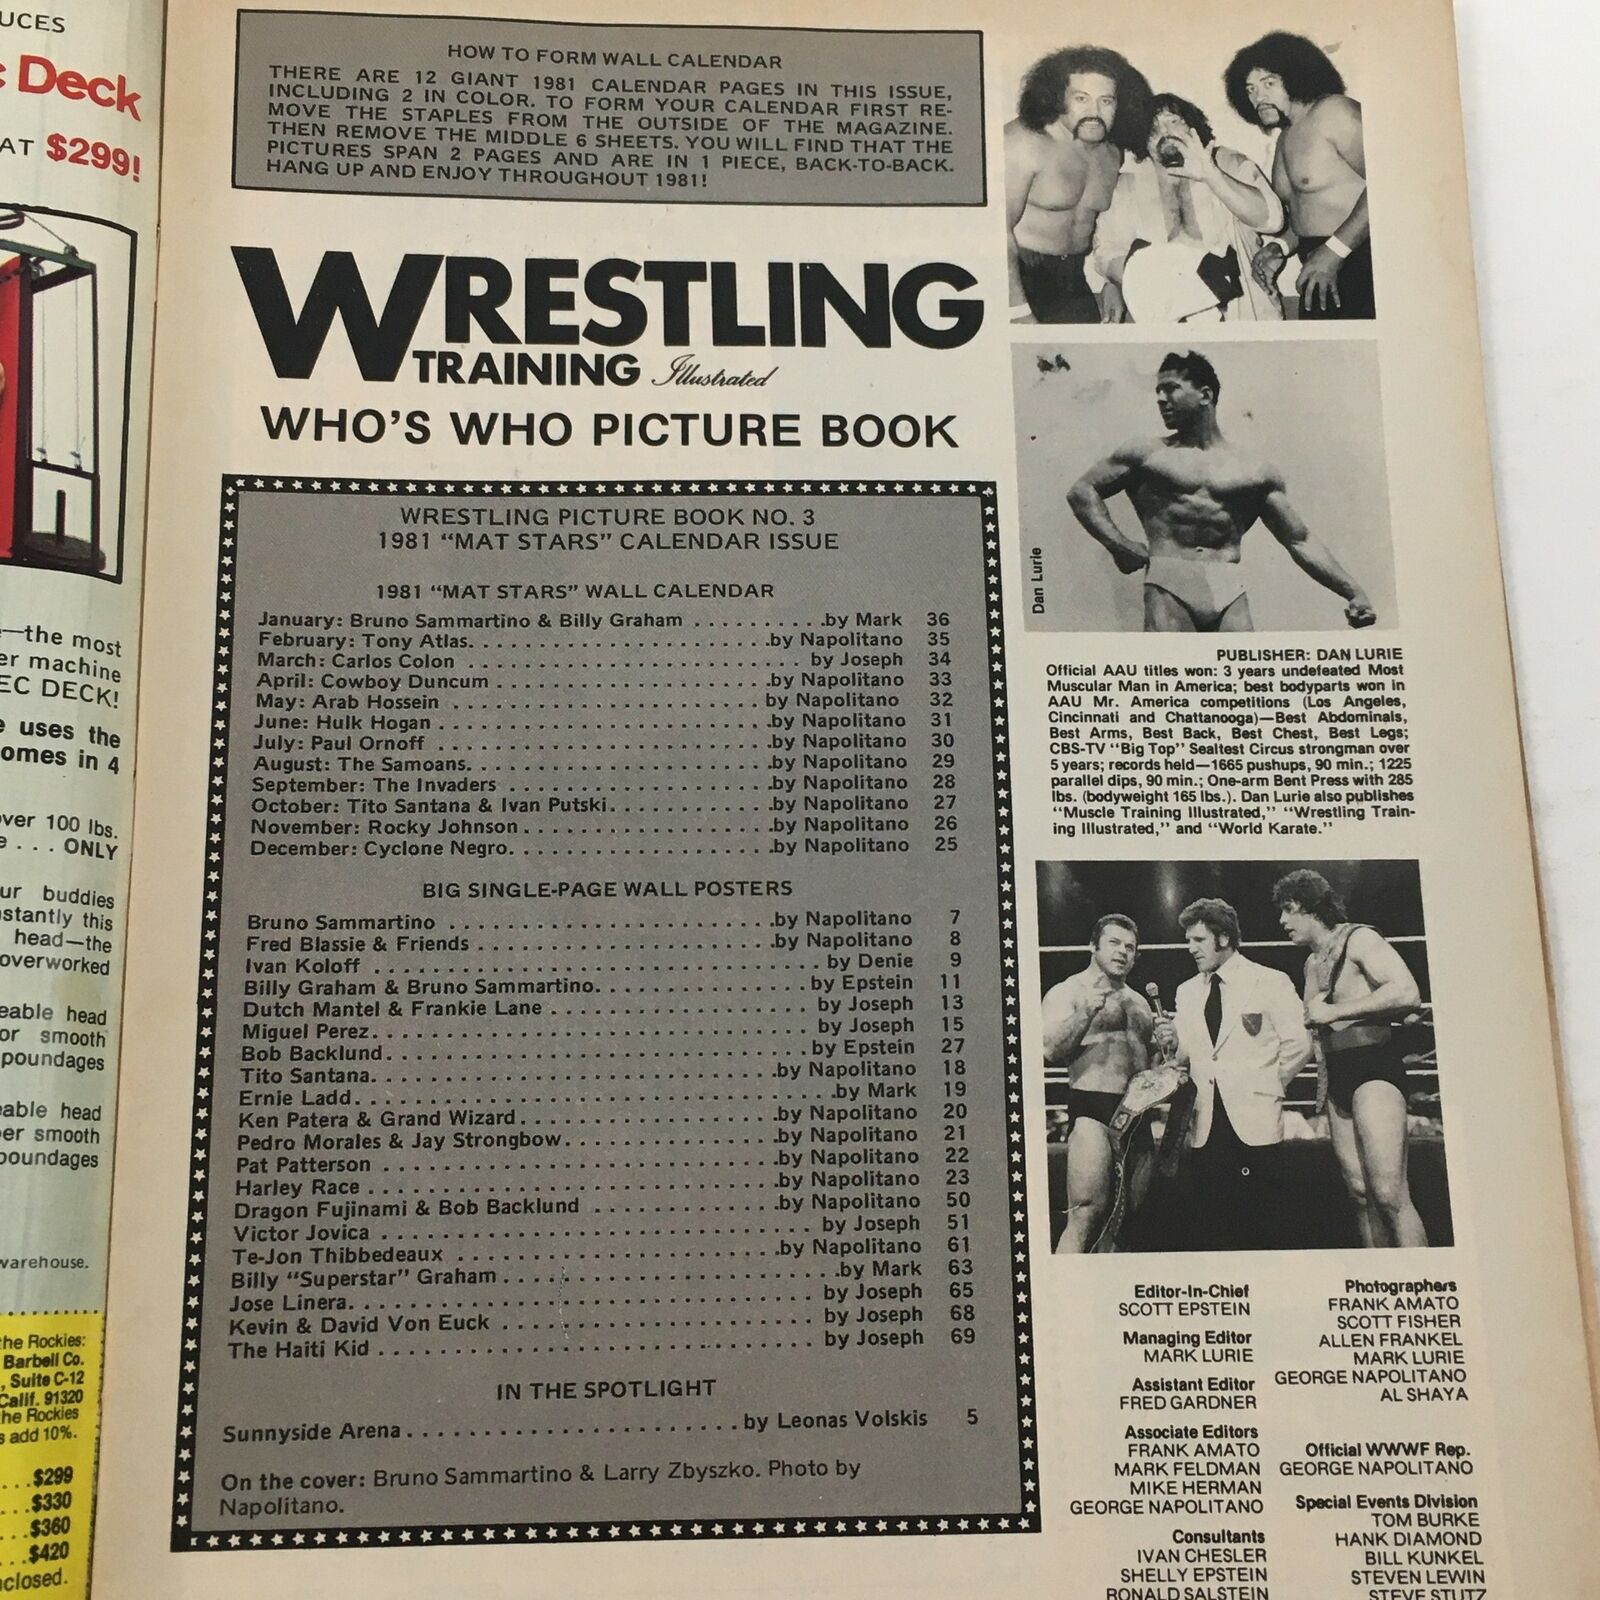 UCES
c Deck
AT $299!
—the most
er machine
EC DECK!
e uses the
omes in 4
over 100 lbs.
e . . . ONLY
ur buddies
stantly this
head—the
overworked
eable head
or smooth
poundages
eable head
per smooth
poundages
warehouse.
the Rockies:
Barbell Co.
, Suite C-12
Calif. 91320
the Rockies
s add 10%.
...$299
...$330
...$360
...$420
nclosed.
HOW TO FORM WALL CALENDAR
THERE ARE 12 GIANT 1981 CALENDAR PAGES IN THIS ISSUE,
INCLUDING 2 IN COLOR. TO FORM YOUR CALENDAR FIRST RE-
MOVE THE STAPLES FROM THE OUTSIDE OF THE MAGAZINE.
THEN REMOVE THE MIDDLE 6 SHEETS. YOU WILL FIND THAT THE
PICTURES SPAN 2 PAGES AND ARE IN 1 PIECE, BACK-TO-BACK.
HANG UP AND ENJOY THROUGHOUT 1981!
WRESTLING
TRAINING Illustrated
WHO'S WHO PICTURE BOOK
WRESTLING PICTURE BOOK NO. 3
1981 "MAT STARS" CALENDAR ISSUE
1981 "MAT STARS" WALL CALENDAR
January: Bruno Sammartino & Billy Graham ..........by Mark 36
February: Tony Atlas..........by Napolitano 35
March: Carlos Colon ..........by Joseph 34
April: Cowboy Duncum ..........by Napolitano 33
May: Arab Hossein ..........by Napolitano 32
June: Hulk Hogan ..........by Napolitano 31
July: Paul Ornoff ..........by Napolitano 30
August: The Samoans..........by Napolitano 29
September: The Invaders ..........by Napolitano 28
October: Tito Santana & Ivan Putski..........by Napolitano 27
November: Rocky Johnson..........by Napolitano 26
December: Cyclone Negro..........by Napolitano 25
BIG SINGLE-PAGE WALL POSTERS
Bruno Sammartino ..........by Napolitano 7
Fred Blassie & Friends ..........by Napolitano 8
Ivan Koloff ..........by Denie 9
Billy Graham & Bruno Sammartino..........by Epstein 11
Dutch Mantel & Frankie Lane ..........by Joseph 13
Miguel Perez..........by Joseph 15
Bob Backlund..........by Epstein 27
Tito Santana..........by Napolitano 18
Ernie Ladd..........by Mark 19
Ken Patera & Grand Wizard..........by Napolitano 20
Pedro Morales & Jay Strongbow..........by Napolitano 21
Pat Patterson ..........by Napolitano 22
Harley Race ..........by Napolitano 23
Dragon Fujinami & Bob Backlund ..........by Napolitano 50
Victor Jovica ..........by Joseph 51
Te-Jon Thibbedeaux ..........by Napolitano 61
Billy "Superstar" Graham ..........by Mark 63
Jose Linera..........by Joseph 65
Kevin & David Von Euck ..........by Joseph 68
The Haiti Kid ..........by Joseph 69
IN THE SPOTLIGHT
Sunnyside Arena ..........by Leonas Volskis 5
On the cover: Bruno Sammartino & Larry Zbyszko. Photo by
Napolitano.
Dan Lurie
PUBLISHER: DAN LURIE
Official AAU titles won: 3 years undefeated Most
Muscular Man in America; best bodyparts won in
AAU Mr. America competitions (Los Angeles,
Cincinnati and Chattanooga)—Best Abdominals,
Best Arms, Best Back, Best Chest, Best Legs;
CBS-TV "Big Top" Sealtest Circus strongman over
5 years; records held—1665 pushups, 90 min.; 1225
parallel dips, 90 min.; One-arm Bent Press with 285
lbs. (bodyweight 165 lbs.). Dan Lurie also publishes
"Muscle Training Illustrated," "Wrestling Train-
ing Illustrated," and "World Karate."
Editor-In-Chief
SCOTT EPSTEIN
Managing Editor
MARK LURIE
Assistant Editor
FRED GARDNER
Associate Editors
FRANK AMATO
MARK FELDMAN
MIKE HERMAN
GEORGE NAPOLITANO
Consultants
IVAN CHESLER
SHELLY EPSTEIN
RONALD SALSTEIN
Photographers
FRANK AMATO
SCOTT FISHER
ALLEN FRANKEL
MARK LURIE
GEORGE NAPOLITANO
AL SHAYA
Official WWWF Rep.
GEORGE NAPOLITANO
Special Events Division
TOM BURKE
HANK DIAMOND
BILL KUNKEL
STEVEN LEWIN
STEVE STUTZ